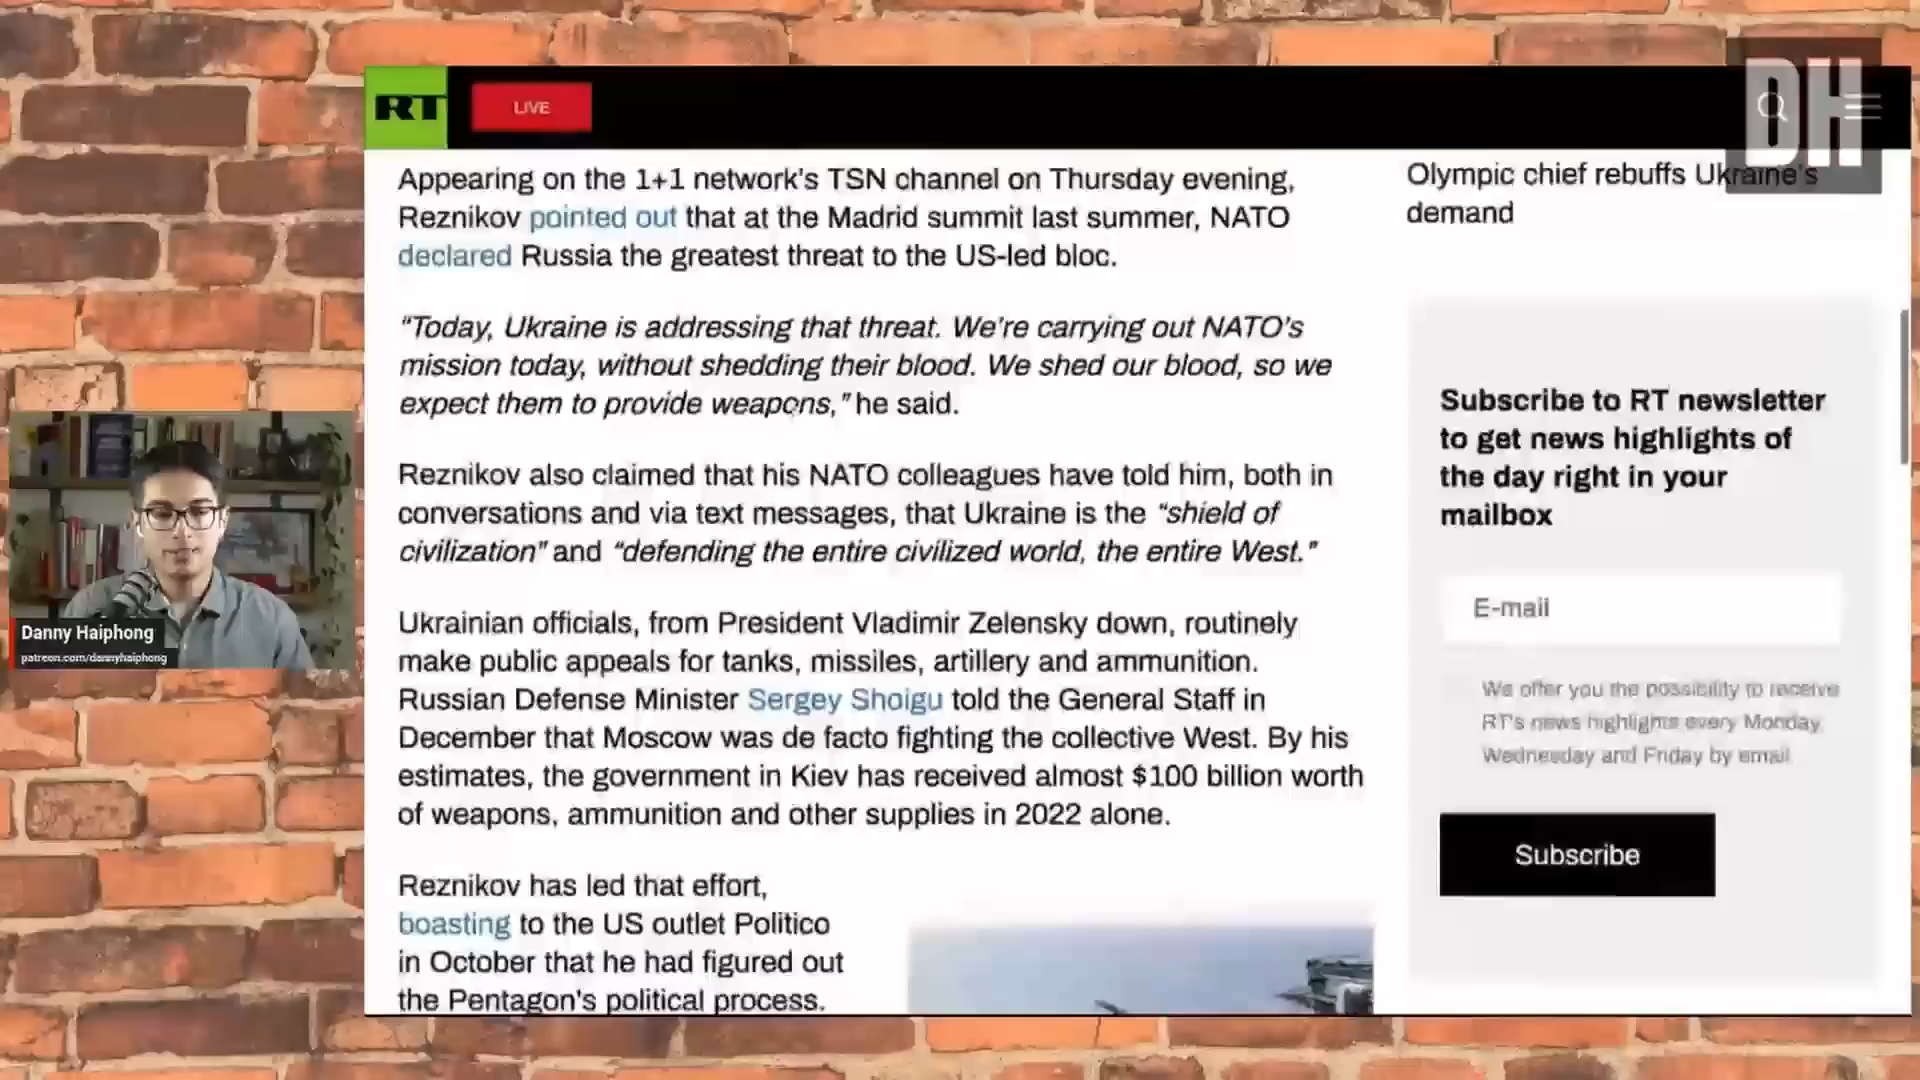 DH
RT
LIVE
Appearing on the 1+1 network's TSN channel on Thursday evening,
Reznikov pointed out that at the Madrid summit last summer, NATO
declared Russia the greatest threat to the US-led bloc.
“Today, Ukraine is addressing that threat. We're carrying out NATO's
mission today, without shedding their blood. We shed our blood, so we
expect them to provide weapons,” he said.
Reznikov also claimed that his NATO colleagues have told him, both in
conversations and via text messages, that Ukraine is the “shield of
civilization” and “defending the entire civilized world, the entire West.”
Ukrainian officials, from President Vladimir Zelensky down, routinely
make public appeals for tanks, missiles, artillery and ammunition.
Russian Defense Minister Sergey Shoigu told the General Staff in
December that Moscow was de facto fighting the collective West. By his
estimates, the government in Kiev has received almost $100 billion worth
of weapons, ammunition and other supplies in 2022 alone.
Reznikov has led that effort,
boasting to the US outlet Politico
in October that he had figured out
the Pentagon's political process.
Olympic chief rebuffs Ukraine's
demand
Subscribe to RT newsletter
to get news highlights of
the day right in your
mailbox
E-mail
We offer you the possibility to receive
RT's news highlights every Monday,
Wednesday and Friday by email
Subscribe
Danny Haiphong
patreon.com/dannyhaiphong